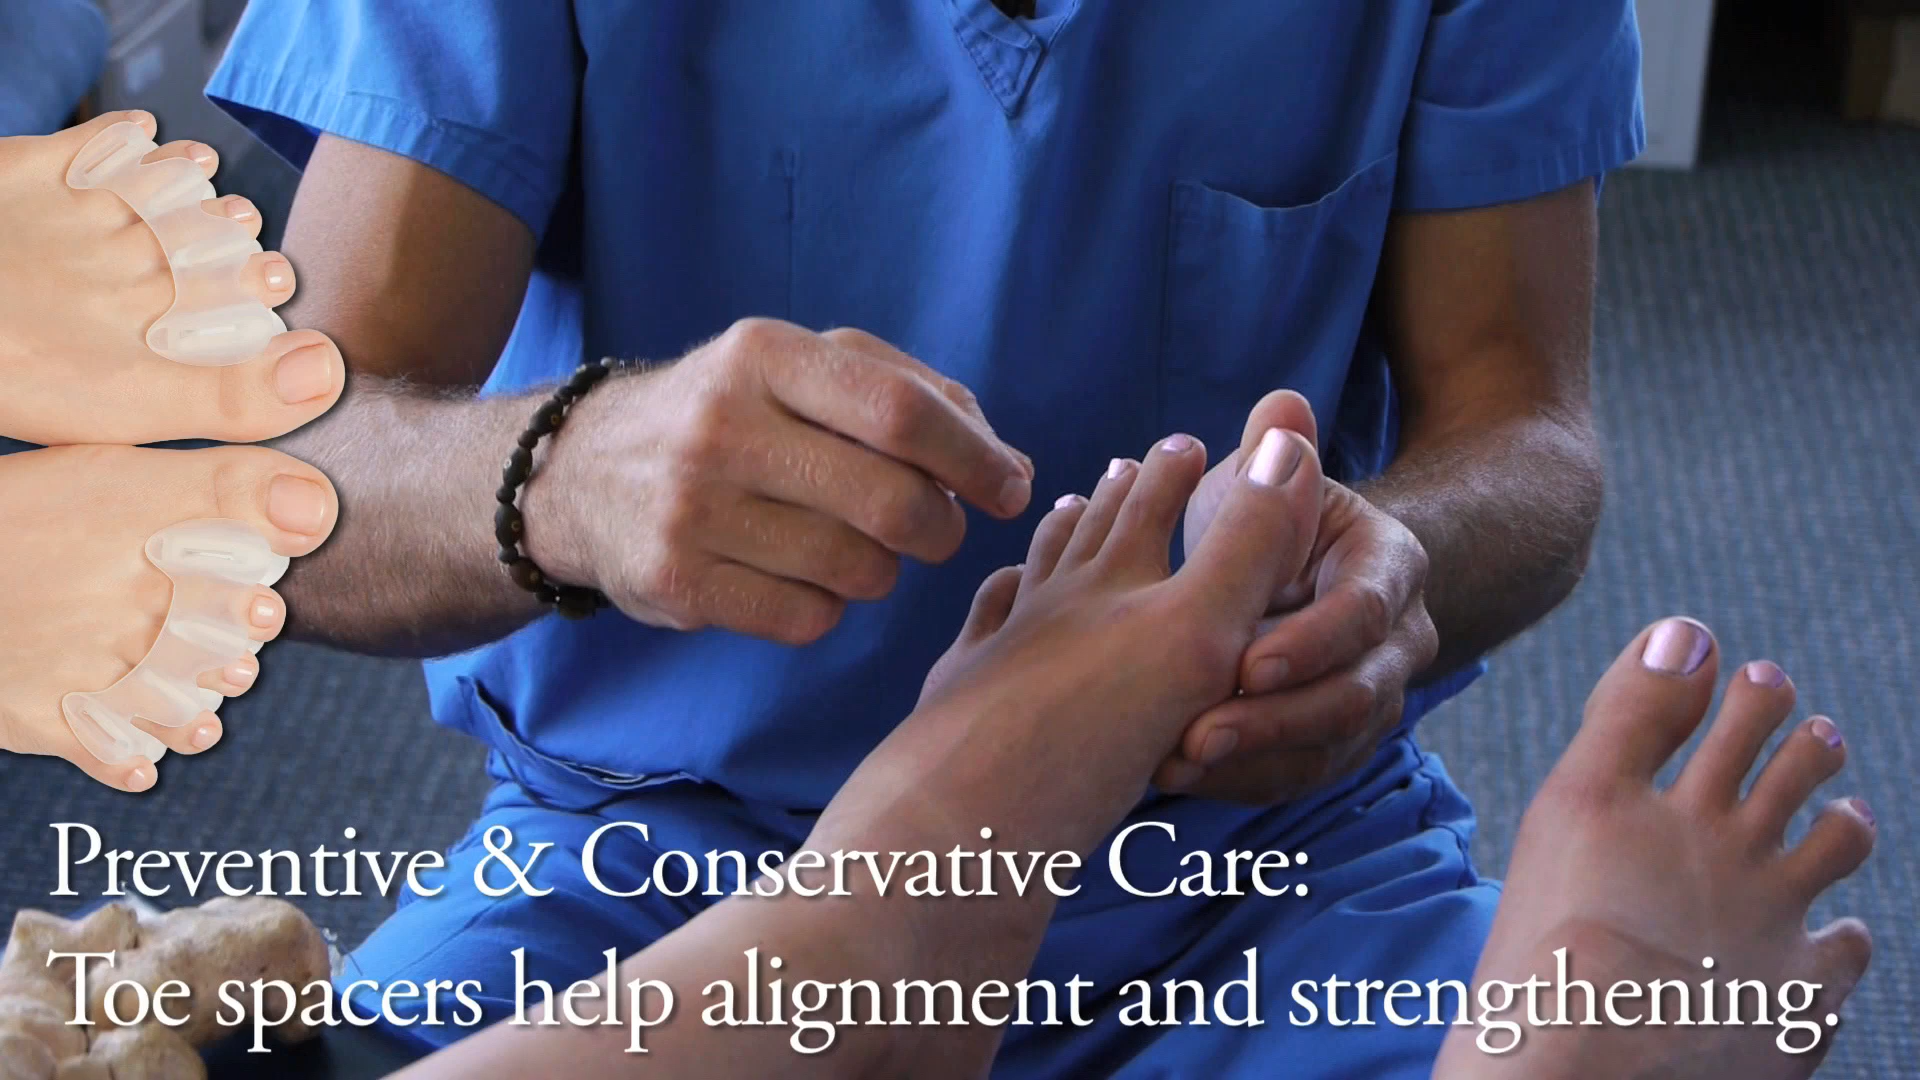 Preventive & Conservative Care:
Toe spacers help alignment and strengthening.